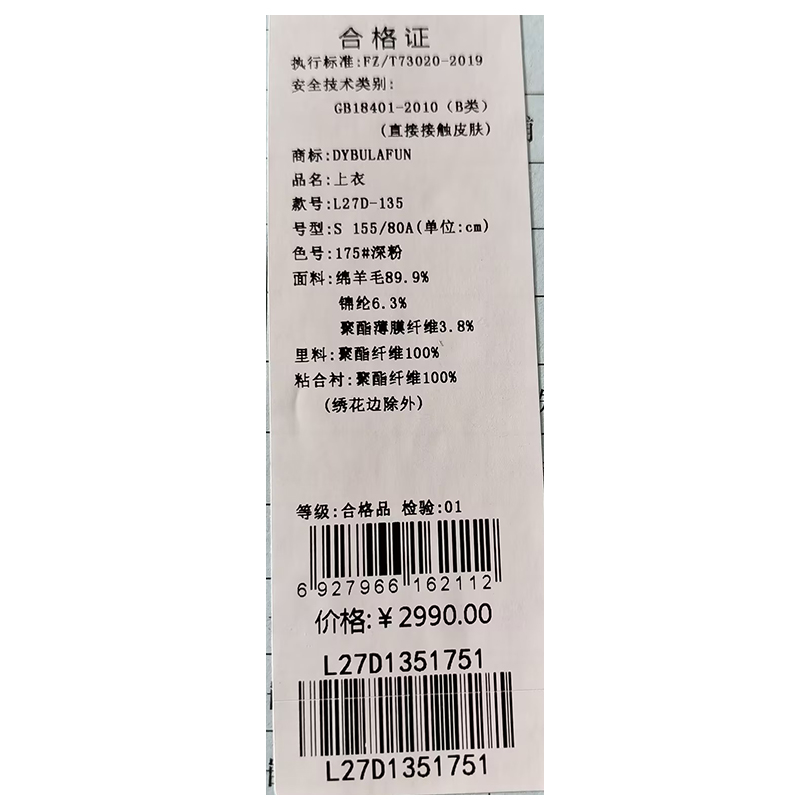 合格证
执行标准:FZ/T73020-2019
安全技术类别:
GB18401-2010（B类）
(直接接触皮肤)
商标:DYBULAFUN
品名:上衣
款号:L27D-135
号型:S 155/80A(单位:cm)
色号:175#深粉
面料:绵羊毛89.9%
锦纶6.3%
聚酯薄膜纤维3.8%
里料:聚酯纤维100%
粘合衬:聚酯纤维100%
(绣花边除外)
等级:合格品 检验:01
6 927966 162112
价格:￥2990.00
L27D1351751
L27D1351751